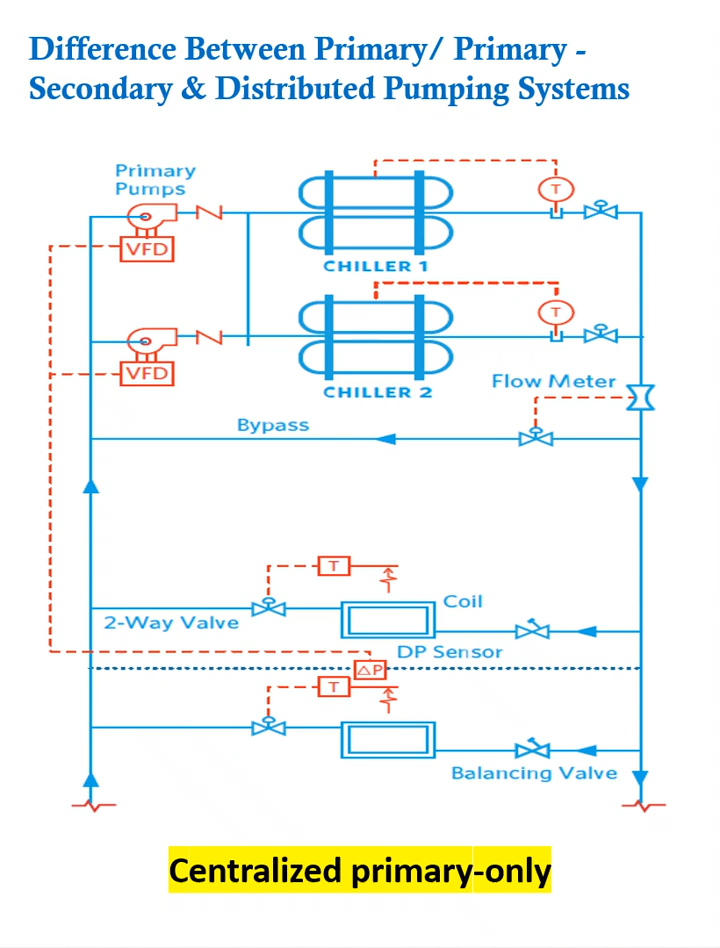 Difference Between Primary/ Primary -
Secondary & Distributed Pumping Systems
Primary
Pumps
T
VFD
CHILLER 1
T
VFD
CHILLER 2
Flow Meter
Bypass
T
Coil
2-Way Valve
DP Sensor
ΔP
T
Balancing Valve
Centralized primary-only